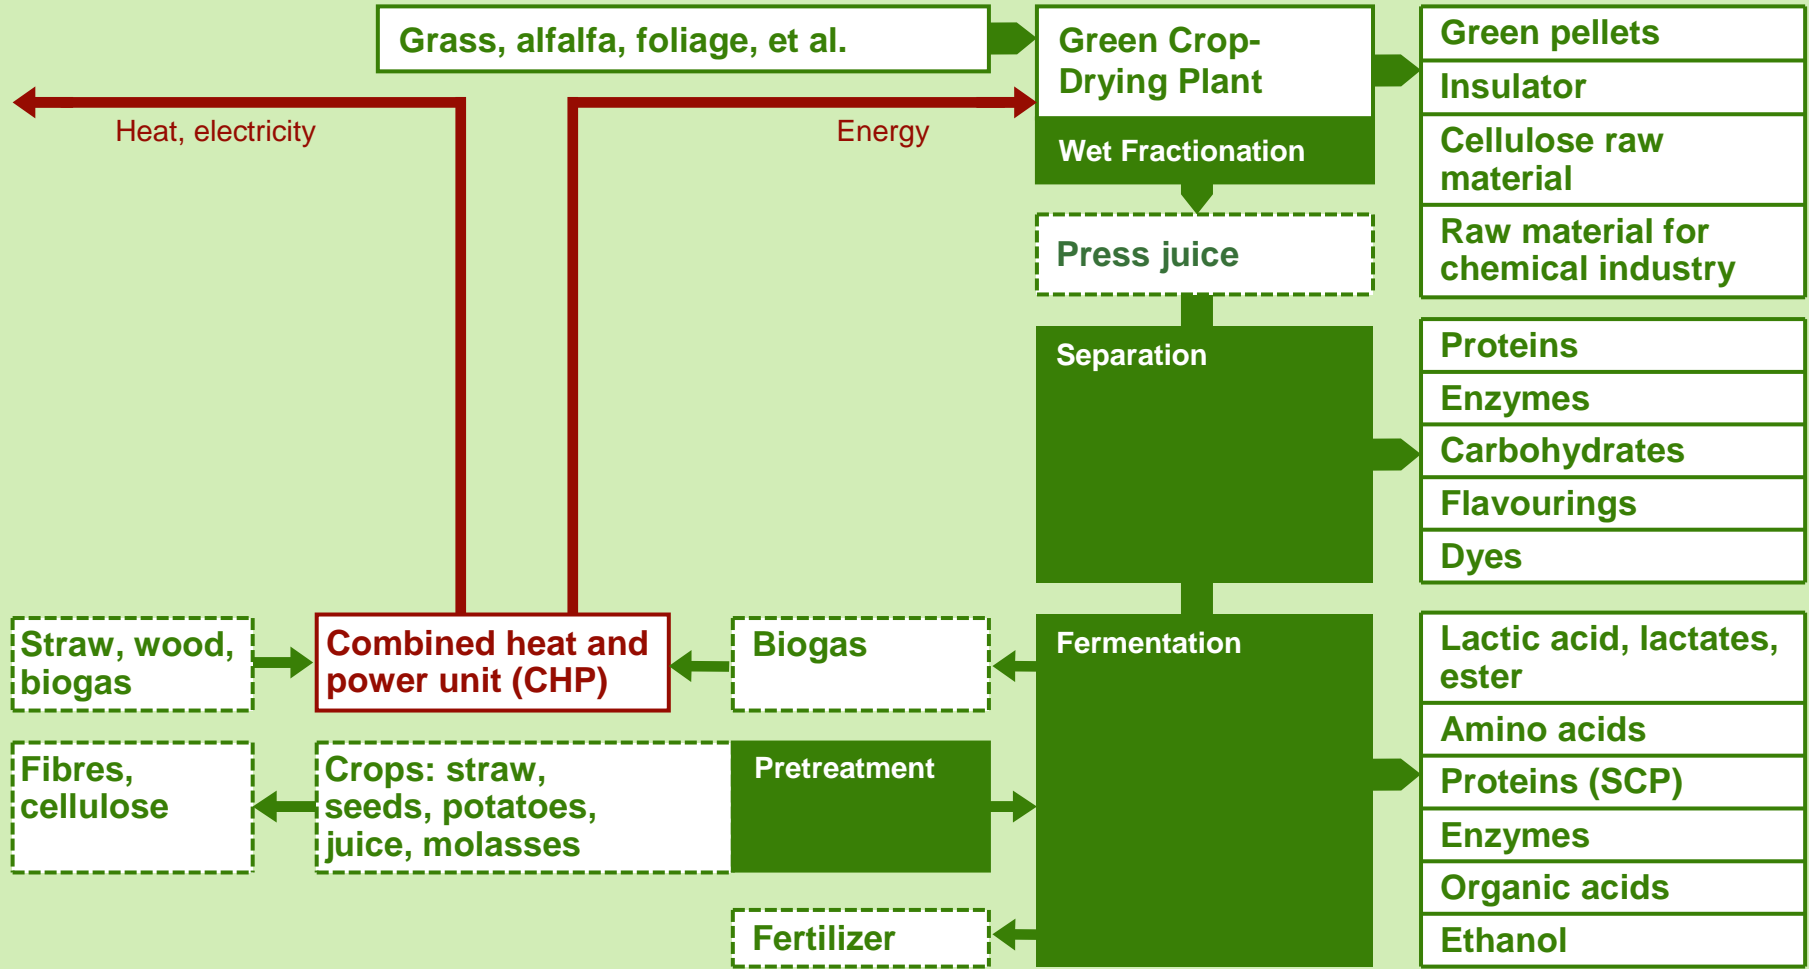 Grass, alfalfa, foliage, et al.
Green Crop-
Drying Plant
Wet Fractionation
Green pellets
Insulator
Cellulose raw
material
Raw material for
chemical industry
Heat, electricity
Energy
Press juice
Separation
Proteins
Enzymes
Carbohydrates
Flavourings
Dyes
Straw, wood,
biogas
Combined heat and
power unit (CHP)
Biogas
Fermentation
Lactic acid, lactates,
ester
Amino acids
Proteins (SCP)
Enzymes
Organic acids
Ethanol
Fibres,
cellulose
Crops: straw,
seeds, potatoes,
juice, molasses
Pretreatment
Fertilizer